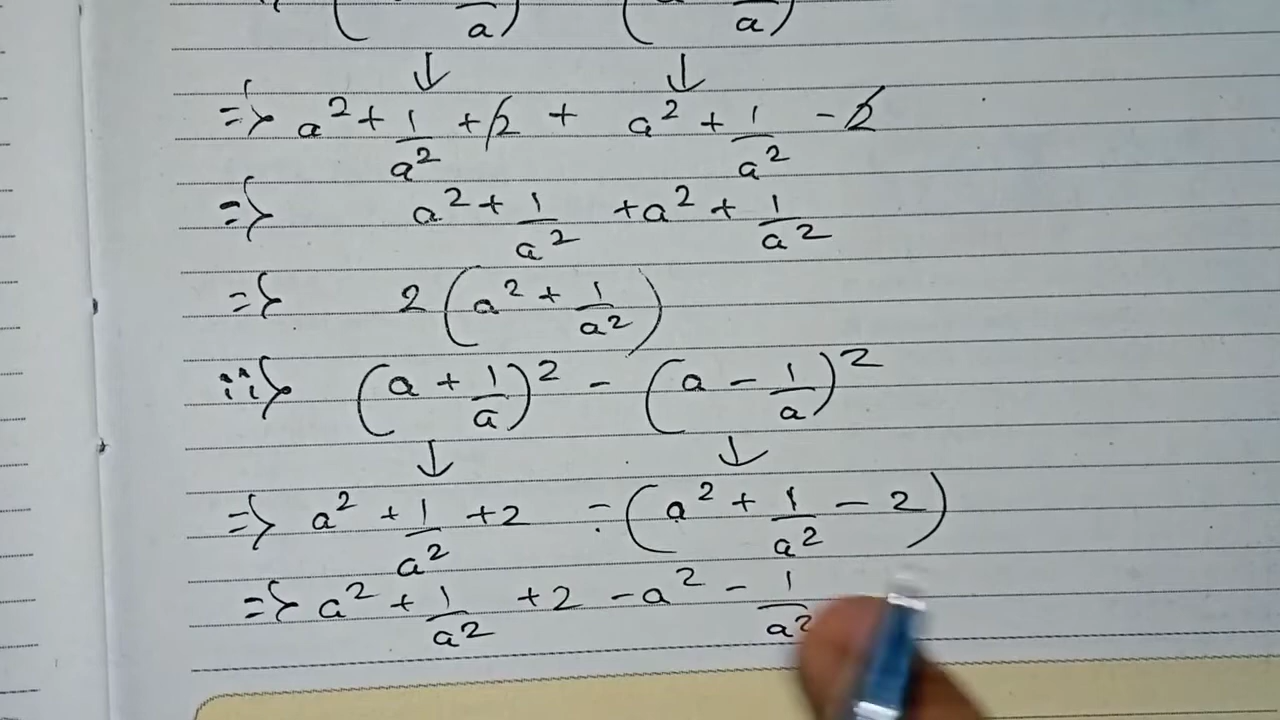 a) a)
↓ ↓
=> a² + 1/a² + 2 + a² + 1/a² - 2
=> a² + 1/a² + a² + 1/a²
=> 2(a² + 1/a²)
ii> (a + 1/a)² - (a - 1/a)²
↓ ↓
=> a² + 1/a² + 2 - (a² + 1/a² - 2)
=> a² + 1/a² + 2 - a² - 1/a²